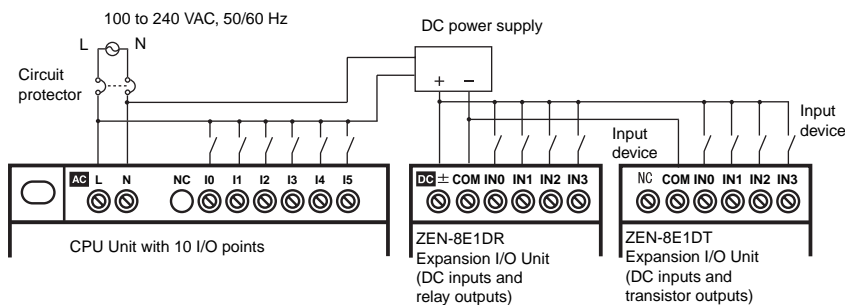 100 to 240 VAC, 50/60 Hz
L N
Circuit
protector
DC power supply
+ −
Input
device
Input
device
AC L N NC I0 I1 I2 I3 I4 I5
DC ± COM IN0 IN1 IN2 IN3
NC COM IN0 IN1 IN2 IN3
CPU Unit with 10 I/O points
ZEN-8E1DR
Expansion I/O Unit
(DC inputs and
relay outputs)
ZEN-8E1DT
Expansion I/O Unit
(DC inputs and
transistor outputs)